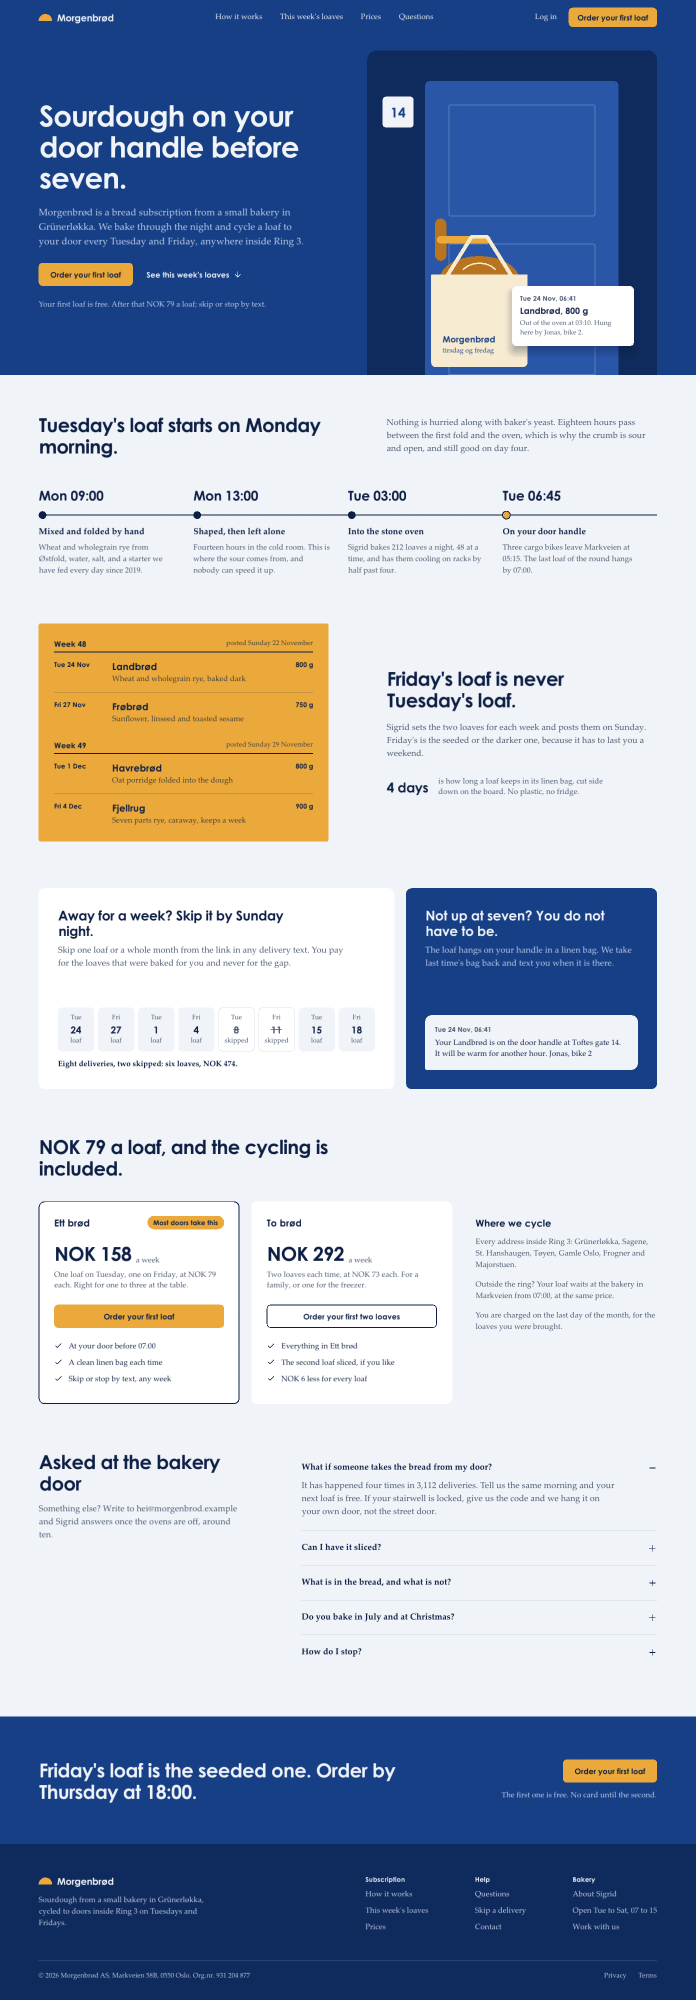 Morgenbrød
How it works
This week's loaves
Prices
Questions
Log in
Order your first loaf
Sourdough on your
door handle before
seven.
Morgenbrød is a bread subscription from a small bakery in
Grünerløkka. We bake through the night and cycle a loaf to
your door every Tuesday and Friday, anywhere inside Ring 3.
Order your first loaf
See this week's loaves ↓
Your first loaf is free. After that NOK 79 a loaf; skip or stop by text.
14
Morgenbrød
tirsdag og fredag
Tue 24 Nov, 06:41
Landbrød, 800 g
Out of the oven at 03:10. Hung
here by Jonas, bike 2.
Tuesday's loaf starts on Monday
morning.
Nothing is hurried along with baker's yeast. Eighteen hours pass
between the first fold and the oven, which is why the crumb is sour
and open, and still good on day four.
Mon 09:00
Mixed and folded by hand
Wheat and wholegrain rye from
Østfold, water, salt, and a starter we
have fed every day since 2019.
Mon 13:00
Shaped, then left alone
Fourteen hours in the cold room. This is
where the sour comes from, and
nobody can speed it up.
Tue 03:00
Into the stone oven
Sigrid bakes 212 loaves a night, 48 at a
time, and has them cooling on racks by
half past four.
Tue 06:45
On your door handle
Three cargo bikes leave Markveien at
05:15. The last loaf of the round hangs
by 07:00.
Week 48
posted Sunday 22 November
Tue 24 Nov
Landbrød
800 g
Wheat and wholegrain rye, baked dark
Fri 27 Nov
Frøbrød
750 g
Sunflower, linseed and toasted sesame
Week 49
posted Sunday 29 November
Tue 1 Dec
Havrebrød
800 g
Oat porridge folded into the dough
Fri 4 Dec
Fjellrug
900 g
Seven parts rye, caraway, keeps a week
Friday's loaf is never
Tuesday's loaf.
Sigrid sets the two loaves for each week and posts them on Sunday.
Friday's is the seeded or the darker one, because it has to last you a
weekend.
4 days
is how long a loaf keeps in its linen bag, cut side
down on the board. No plastic, no fridge.
Away for a week? Skip it by Sunday
night.
Skip one loaf or a whole month from the link in any delivery text. You pay
for the loaves that were baked for you and never for the gap.
Tue
24
loaf
Fri
27
loaf
Tue
1
loaf
Fri
4
loaf
Tue
8
skipped
Fri
11
skipped
Tue
15
loaf
Fri
18
loaf
Eight deliveries, two skipped: six loaves, NOK 474.
Not up at seven? You do not
have to be.
The loaf hangs on your handle in a linen bag. We take
last time's bag back and text you when it is there.
Tue 24 Nov, 06:41
Your Landbrød is on the door handle at Toftes gate 14.
It will be warm for another hour. Jonas, bike 2
NOK 79 a loaf, and the cycling is
included.
Ett brød
Most doors take this
NOK 158 a week
One loaf on Tuesday, one on Friday, at NOK 79
each. Right for one to three at the table.
Order your first loaf
At your door before 07:00
A clean linen bag each time
Skip or stop by text, any week
To brød
NOK 292 a week
Two loaves each time, at NOK 73 each. For a
family, or one for the freezer.
Order your first two loaves
Everything in Ett brød
The second loaf sliced, if you like
NOK 6 less for every loaf
Where we cycle
Every address inside Ring 3: Grünerløkka, Sagene,
St. Hanshaugen, Tøyen, Gamle Oslo, Frogner and
Majorstuen.
Outside the ring? Your loaf waits at the bakery in
Markveien from 07:00, at the same price.
You are charged on the last day of the month, for the
loaves you were brought.
Asked at the bakery
door
Something else? Write to hei@morgenbrod.example
and Sigrid answers once the ovens are off, around
ten.
What if someone takes the bread from my door?
It has happened four times in 3,112 deliveries. Tell us the same morning and your
next loaf is free. If your stairwell is locked, give us the code and we hang it on
your own door, not the street door.
Can I have it sliced?
What is in the bread, and what is not?
Do you bake in July and at Christmas?
How do I stop?
Friday's loaf is the seeded one. Order by
Thursday at 18:00.
Order your first loaf
The first one is free. No card until the second.
Morgenbrød
Sourdough from a small bakery in Grünerløkka,
cycled to doors inside Ring 3 on Tuesdays and
Fridays.
Subscription
How it works
This week's loaves
Prices
Help
Questions
Skip a delivery
Contact
Bakery
About Sigrid
Open Tue to Sat, 07 to 15
Work with us
© 2026 Morgenbrød AS, Markveien 58B, 0550 Oslo. Org.nr. 931 204 877
Privacy
Terms